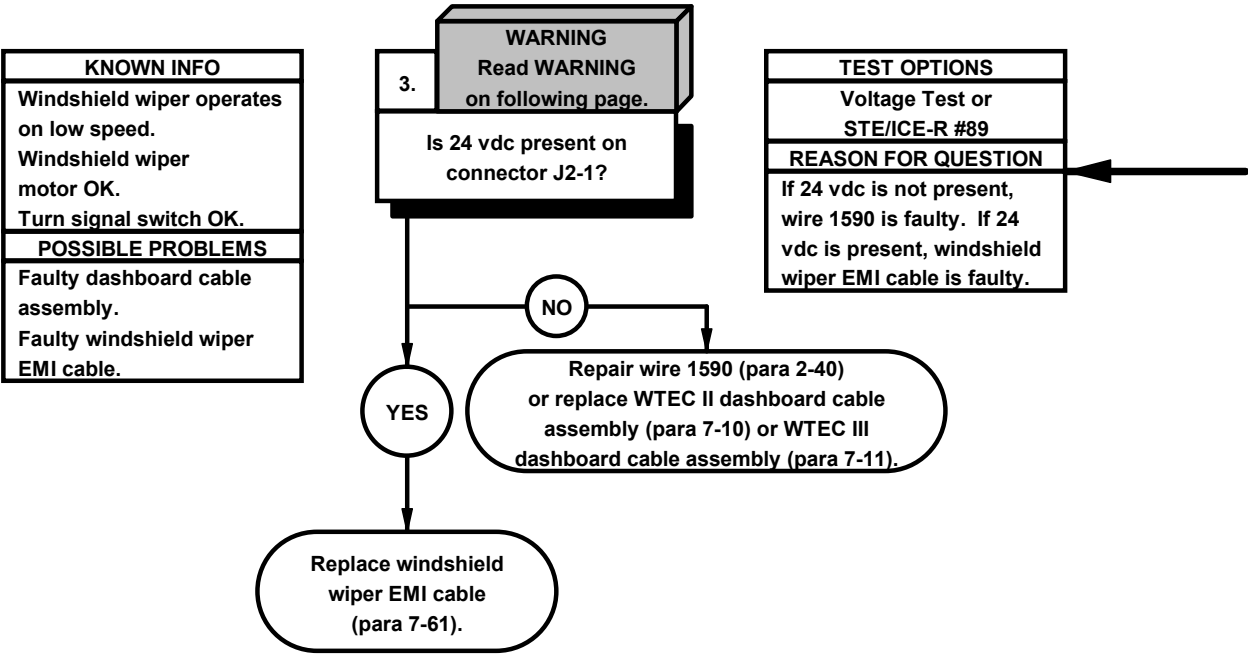 KNOWN INFO
Windshield wiper operates
on low speed.
Windshield wiper
motor OK.
Turn signal switch OK.
POSSIBLE PROBLEMS
Faulty dashboard cable
assembly.
Faulty windshield wiper
EMI cable.
3.
WARNING
Read WARNING
on following page.
Is 24 vdc present on
connector J2-1?
TEST OPTIONS
Voltage Test or
STE/ICE-R #89
REASON FOR QUESTION
If 24 vdc is not present,
wire 1590 is faulty. If 24
vdc is present, windshield
wiper EMI cable is faulty.
NO
Repair wire 1590 (para 2-40)
or replace WTEC II dashboard cable
assembly (para 7-10) or WTEC III
dashboard cable assembly (para 7-11).
YES
Replace windshield
wiper EMI cable
(para 7-61).